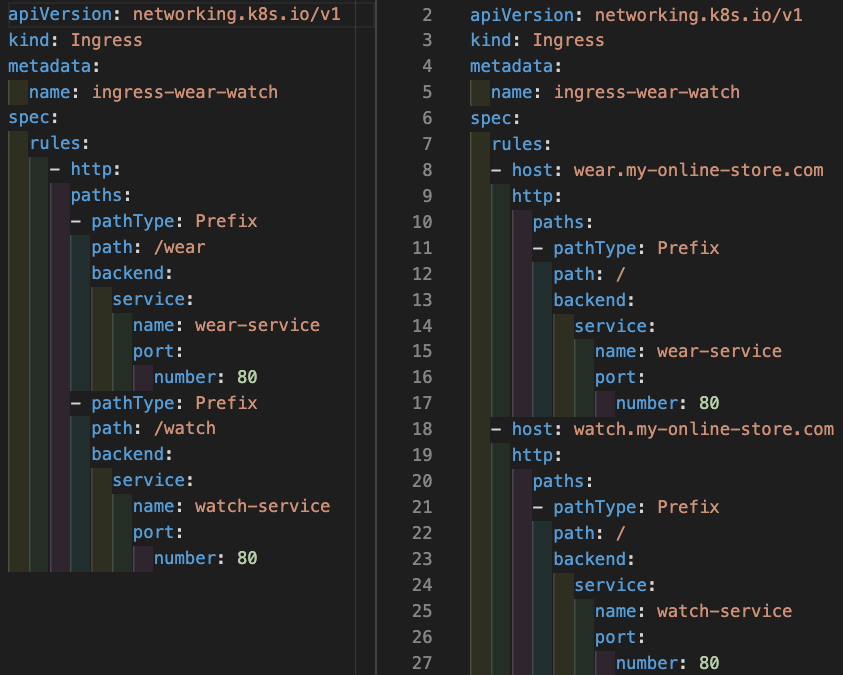 apiVersion: networking.k8s.io/v1
kind: Ingress
metadata:
  name: ingress-wear-watch
spec:
  rules:
    - http:
      paths:
      - pathType: Prefix
        path: /wear
        backend:
          service:
            name: wear-service
            port:
              number: 80
      - pathType: Prefix
        path: /watch
        backend:
          service:
            name: watch-service
            port:
              number: 80
2 apiVersion: networking.k8s.io/v1
3 kind: Ingress
4 metadata:
5   name: ingress-wear-watch
6 spec:
7   rules:
8   - host: wear.my-online-store.com
9     http:
10       paths:
11       - pathType: Prefix
12         path: /
13         backend:
14           service:
15             name: wear-service
16             port:
17               number: 80
18   - host: watch.my-online-store.com
19     http:
20       paths:
21       - pathType: Prefix
22         path: /
23         backend:
24           service:
25             name: watch-service
26             port:
27               number: 80